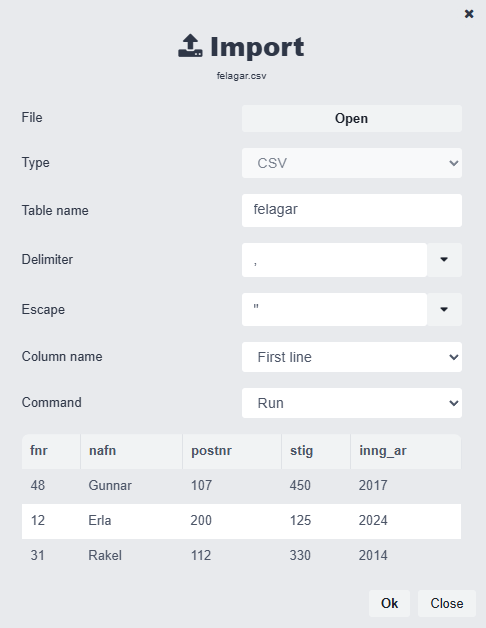 Import
felagar.csv
File Open
Type CSV
Table name felagar
Delimiter ,
Escape "
Column name First line
Command Run
fnr nafn postnr stig inng_ar
48 Gunnar 107 450 2017
12 Erla 200 125 2024
31 Rakel 112 330 2014
Ok Close